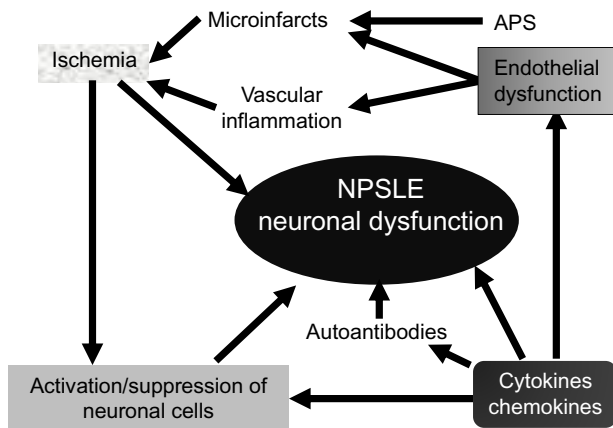 Microinfarcts
APS
Ischemia
Endothelial
dysfunction
Vascular
inflammation
NPSLE
neuronal dysfunction
Autoantibodies
Activation/suppression of
neuronal cells
Cytokines
chemokines